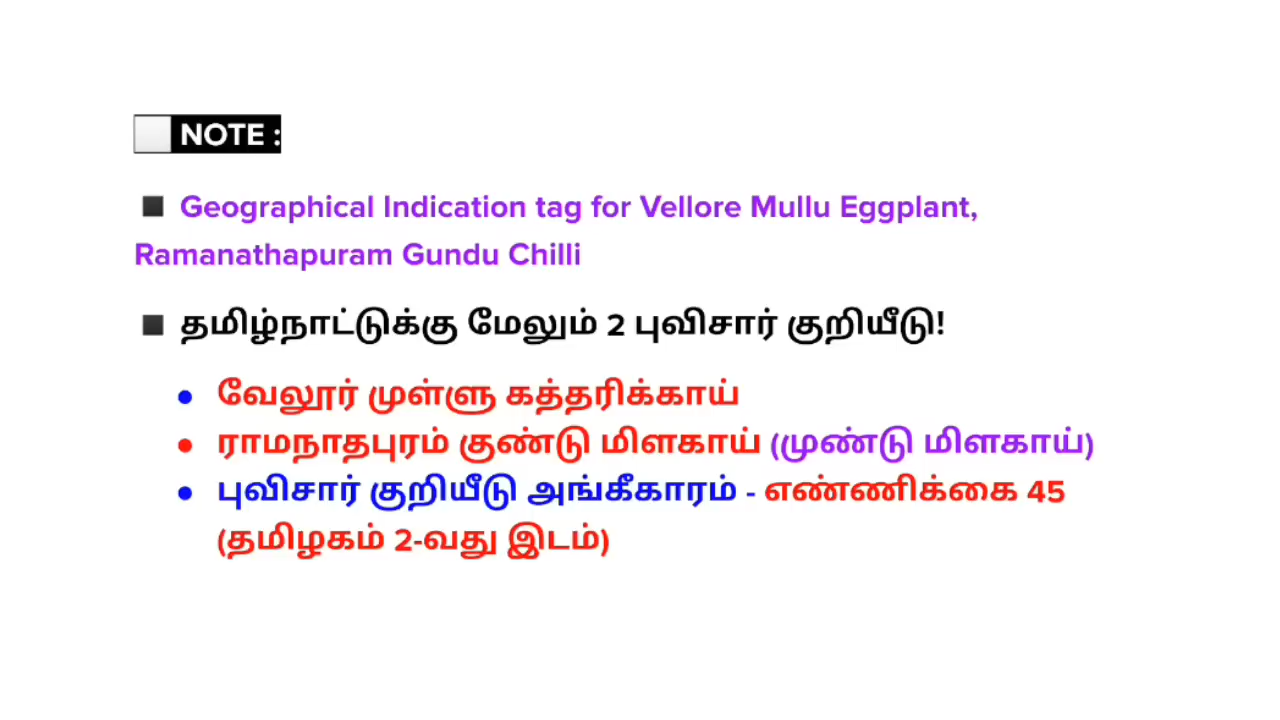 NOTE :
Geographical Indication tag for Vellore Mullu Eggplant,
Ramanathapuram Gundu Chilli
தமிழ்நாட்டுக்கு மேலும் 2 புவிசார் குறியீடு!
வேலூர் முள்ளு கத்தரிக்காய்
ராமநாதபுரம் குண்டு மிளகாய் (முண்டு மிளகாய்)
புவிசார் குறியீடு அங்கீகாரம் - எண்ணிக்கை 45
(தமிழகம் 2-வது இடம்)